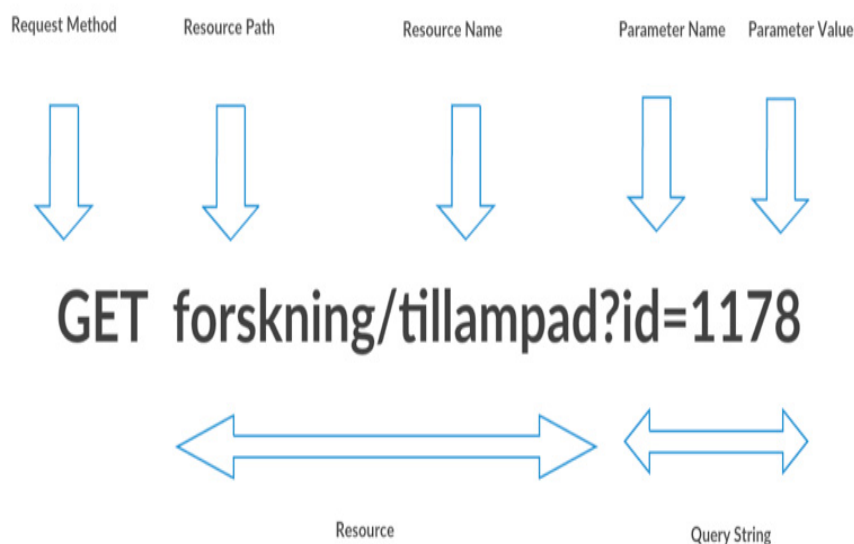 Request Method Resource Path Resource Name Parameter Name Parameter Value
GET forskning/tillampad?id=1178
Resource Query String